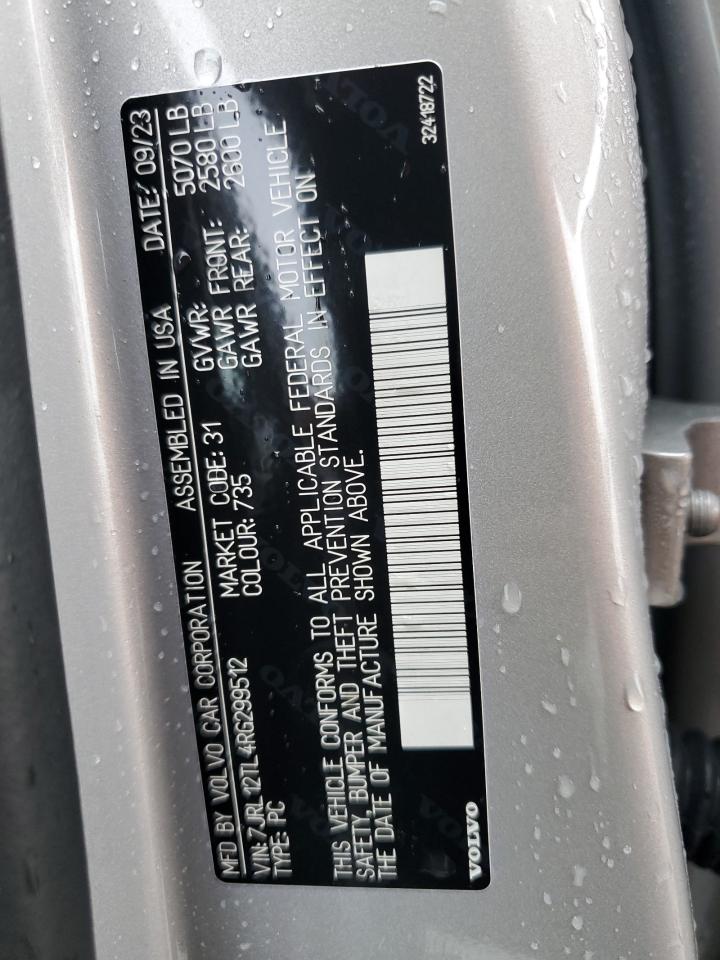 MFD BY VOLVO CAR CORPORATION ASSEMBLED IN USA DATE: 09/23
VIN: 7JRL12TL4RG299512 MARKET CODE: 31 GVWR: 5070 LB
TYPE: PC COLOUR: 735 GAWR FRONT: 2580 LB
GAWR REAR: 2600 LB
THIS VEHICLE CONFORMS TO ALL APPLICABLE FEDERAL MOTOR VEHICLE
SAFETY, BUMPER AND THEFT PREVENTION STANDARDS IN EFFECT ON
THE DATE OF MANUFACTURE SHOWN ABOVE.
VOLVO 32418722